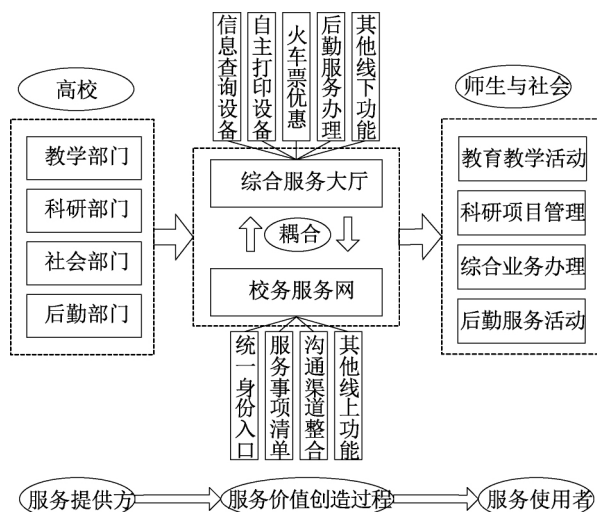 信息查询设备
自主打印设备
火车票优惠
后勤服务办理
其他线下功能
高校
师生与社会
教学部门
科研部门
社会部门
后勤部门
综合服务大厅
耦合
校务服务网
教育教学活动
科研项目管理
综合业务办理
后勤服务活动
统一身份入口
服务事项清单
沟通渠道整合
其他线上功能
服务提供方
服务价值创造过程
服务使用者